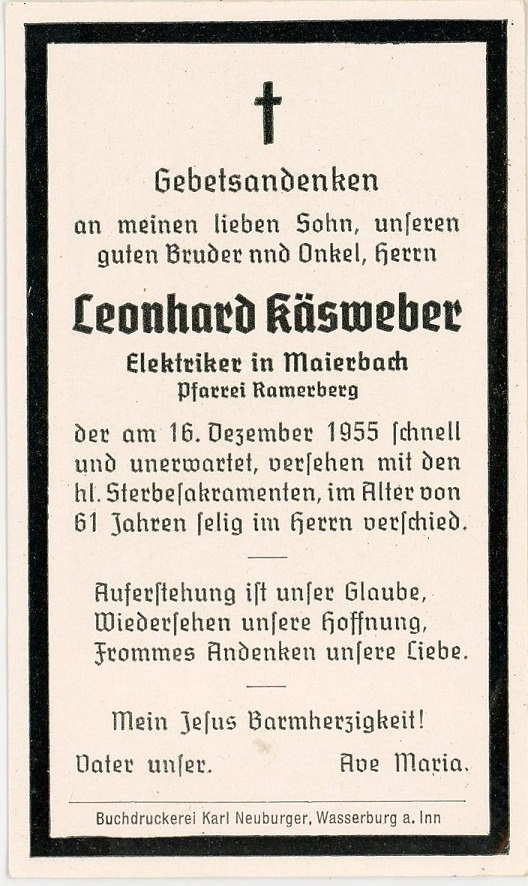 Gebetsandenken
an meinen lieben Sohn, unseren
guten Bruder nnd Onkel, Herrn
Leonhard Käsweber
Elektriker in Maierbach
Pfarrei Ramerberg
der am 16. Dezember 1955 schnell
und unerwartet, versehen mit den
hl. Sterbesakramenten, im Alter von
61 Jahren selig im Herrn verschied.
Auferstehung ist unser Glaube,
Wiedersehen unsere Hoffnung,
Frommes Andenken unsere Liebe.
Mein Jesus Barmherzigkeit!
Vater unser. Ave Maria.
Buchdruckerei Karl Neuburger, Wasserburg a. Inn